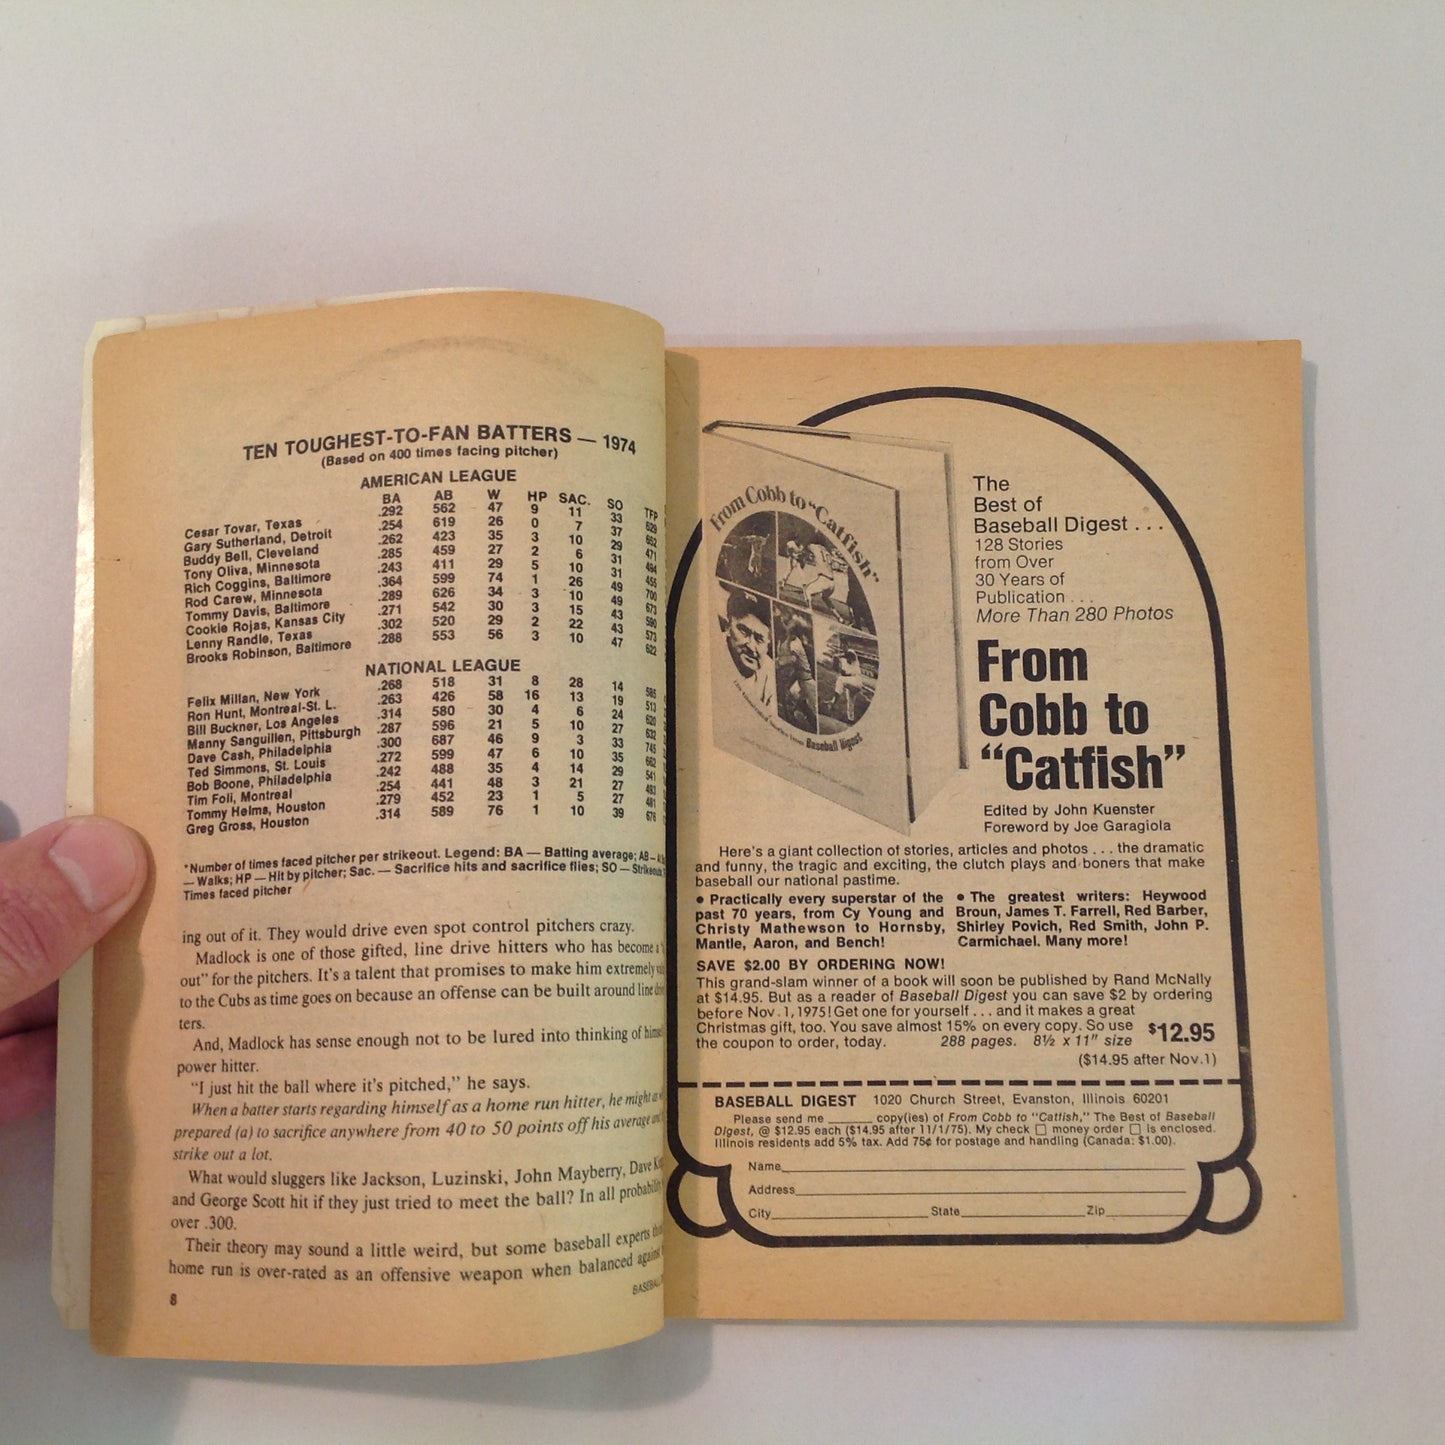 TEN TOUGHEST-TO-FAN BATTERS — 1974
(Based on 400 times facing pitcher)
AMERICAN LEAGUE
BA AB W HP SAC. SO TFP
Cesar Tovar, Texas .292 562 47 9 11 33 629
Gary Sutherland, Detroit .254 619 26 0 7 37 652
Buddy Bell, Cleveland .262 423 35 3 10 29 471
Tony Oliva, Minnesota .285 459 27 2 6 31 494
Rich Coggins, Baltimore .243 411 29 5 10 31 455
Rod Carew, Minnesota .364 599 74 1 26 49 700
Tommy Davis, Baltimore .289 626 34 3 10 49 673
Cookie Rojas, Kansas City .271 542 30 3 15 43 590
Lenny Randle, Texas .302 520 29 2 22 43 573
Brooks Robinson, Baltimore .288 553 56 3 10 47 622
NATIONAL LEAGUE
Felix Millan, New York .268 518 31 8 28 14 585
Ron Hunt, Montreal-St. L. .263 426 58 16 13 19 513
Bill Buckner, Los Angeles .314 580 30 4 6 24 620
Manny Sanguillen, Pittsburgh .287 596 21 5 10 27 632
Dave Cash, Philadelphia .300 687 46 9 3 33 745
Ted Simmons, St. Louis .272 599 47 6 10 35 662
Bob Boone, Philadelphia .242 488 35 4 14 29 541
Tim Foli, Montreal .254 441 48 3 21 27
Tommy Helms, Houston .279 452 23 1 5 27 481
Greg Gross, Houston .314 589 76 1 10 39 676
*Number of times faced pitcher per strikeout. Legend: BA — Batting average; AB —
— Walks; HP — Hit by pitcher; Sac. — Sacrifice hits and sacrifice flies; SO —
Times faced pitcher
ing out of it. They would drive even spot control pitchers crazy.
Madlock is one of those gifted, line drive hitters who has become a
out" for the pitchers. It's a talent that promises to make him extremely
to the Cubs as time goes on because an offense can be built around line
ters.
And, Madlock has sense enough not to be lured into thinking of
power hitter.
"I just hit the ball where it's pitched," he says.
When a batter starts regarding himself as a home run hitter, he might
prepared (a) to sacrifice anywhere from 40 to 50 points off his average
strike out a lot.
What would sluggers like Jackson, Luzinski, John Mayberry, Dave
and George Scott hit if they just tried to meet the ball? In all
over .300.
Their theory may sound a little weird, but some baseball experts
home run is over-rated as an offensive weapon when balanced
8
From Cobb to "Catfish"
Baseball Digest
The
Best of
Baseball Digest . . .
128 Stories
from Over
30 Years of
Publication . . .
More Than 280 Photos
From
Cobb to
"Catfish"
Edited by John Kuenster
Foreword by Joe Garagiola
Here's a giant collection of stories, articles and photos . . . the dramatic
and funny, the tragic and exciting, the clutch plays and boners that make
baseball our national pastime.
• Practically every superstar of the
past 70 years, from Cy Young and
Christy Mathewson to Hornsby,
Mantle, Aaron, and Bench!
• The greatest writers: Heywood
Broun, James T. Farrell, Red Barber,
Shirley Povich, Red Smith, John P.
Carmichael. Many more!
SAVE $2.00 BY ORDERING NOW!
This grand-slam winner of a book will soon be published by Rand McNally
at $14.95. But as a reader of Baseball Digest you can save $2 by ordering
before Nov. 1, 1975! Get one for yourself . . . and it makes a great
Christmas gift, too. You save almost 15% on every copy. So use
the coupon to order, today. 288 pages. 8½ x 11" size
$12.95
($14.95 after Nov.1)
BASEBALL DIGEST 1020 Church Street, Evanston, Illinois 60201
Please send me ______ copy(ies) of From Cobb to "Catfish," The Best of Baseball
Digest, @ $12.95 each ($14.95 after 11/1/75). My check □ money order □ is enclosed.
Illinois residents add 5% tax. Add 75¢ for postage and handling (Canada: $1.00).
Name
Address
City State Zip